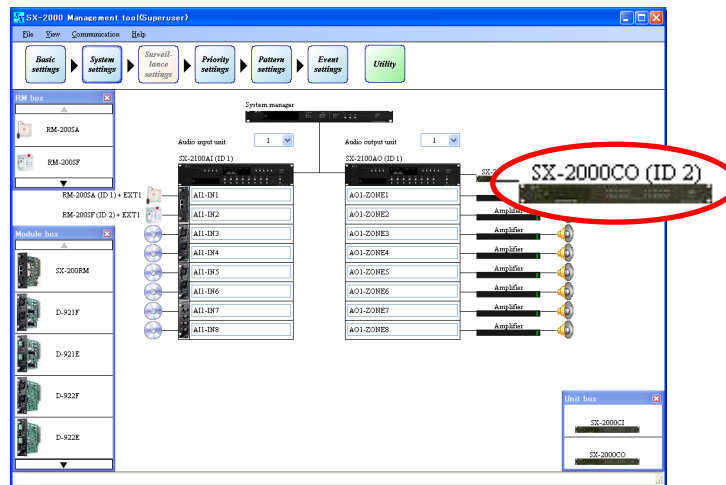 SX-2000 Management tool(Superuser)
File View Communication Help
Basic settings
System settings
Surveil-lance settings
Priority settings
Pattern settings
Event settings
Utility
RM box
RM-200SA
RM-200SF
System manager
Audio input unit 1
Audio output unit 1
SX-2100AI (ID 1)
SX-2100AO (ID 1)
SX-2000CO (ID 2)
RM-200SA (ID 1) + EXT1
RM-200SF (ID 2) + EXT1
AI1-IN1
AI1-IN2
AI1-IN3
AI1-IN4
AI1-IN5
AI1-IN6
AI1-IN7
AI1-IN8
AO1-ZONE1
AO1-ZONE2
AO1-ZONE3
AO1-ZONE4
AO1-ZONE5
AO1-ZONE6
AO1-ZONE7
AO1-ZONE8
Amplifier
Amplifier
Amplifier
Amplifier
Amplifier
Amplifier
Amplifier
Module box
SX-200RM
D-921F
D-921E
D-922F
D-922E
Unit box
SX-2000CI
SX-2000CO